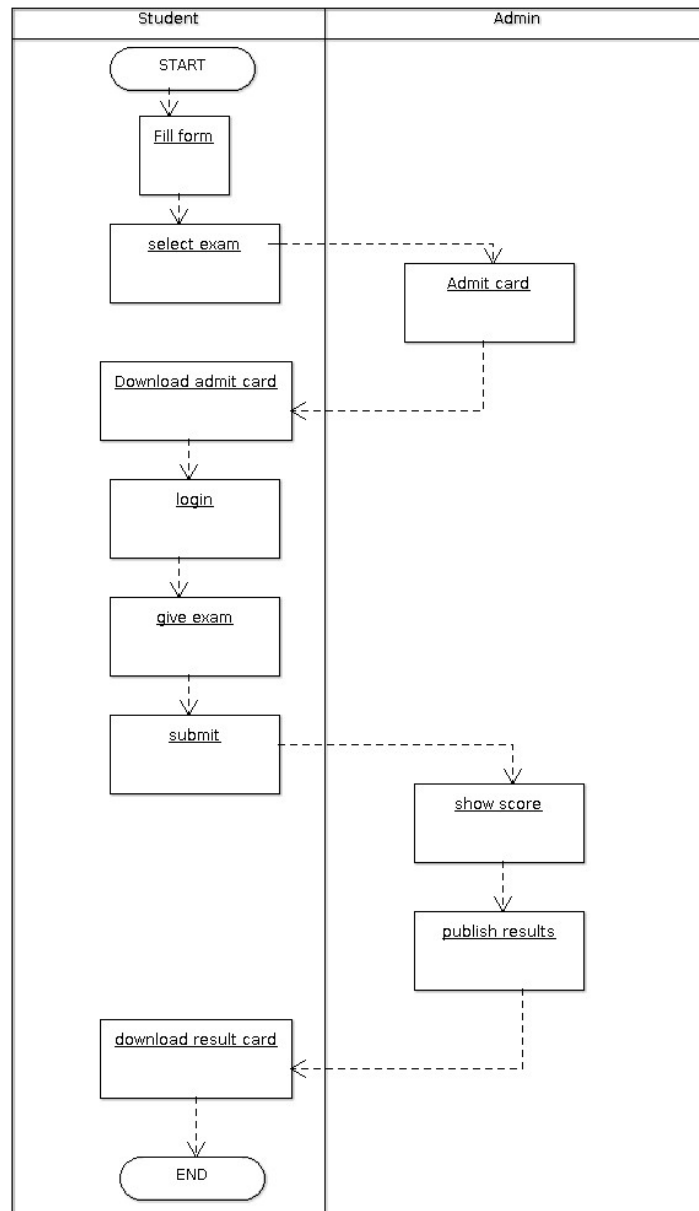 Student
Admin
START
Fill form
select exam
Admit card
Download admit card
login
give exam
submit
show score
publish results
download result card
END